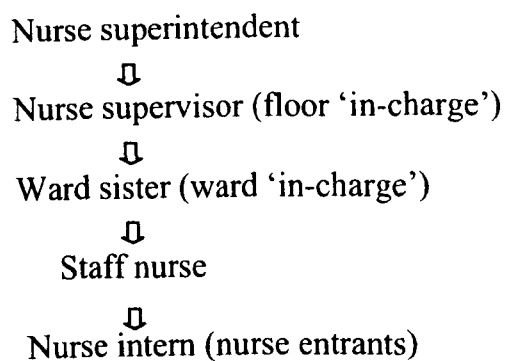 Nurse superintendent
⇩
Nurse supervisor (floor ‘in-charge’)
⇩
Ward sister (ward ‘in-charge’)
⇩
Staff nurse
⇩
Nurse intern (nurse entrants)